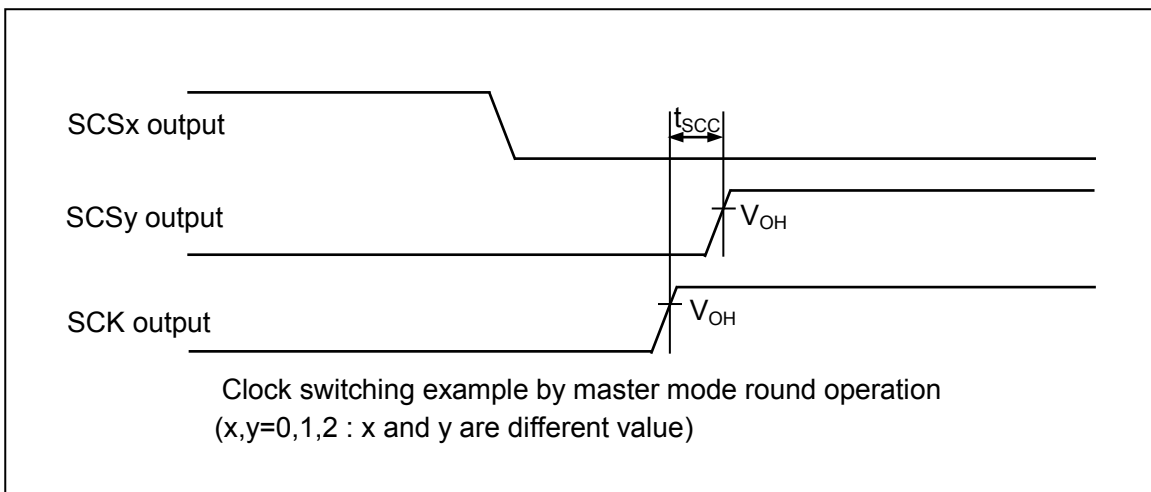 SCSx output
tSCC
SCSy output
VOH
SCK output
VOH
Clock switching example by master mode round operation
(x,y=0,1,2 : x and y are different value)